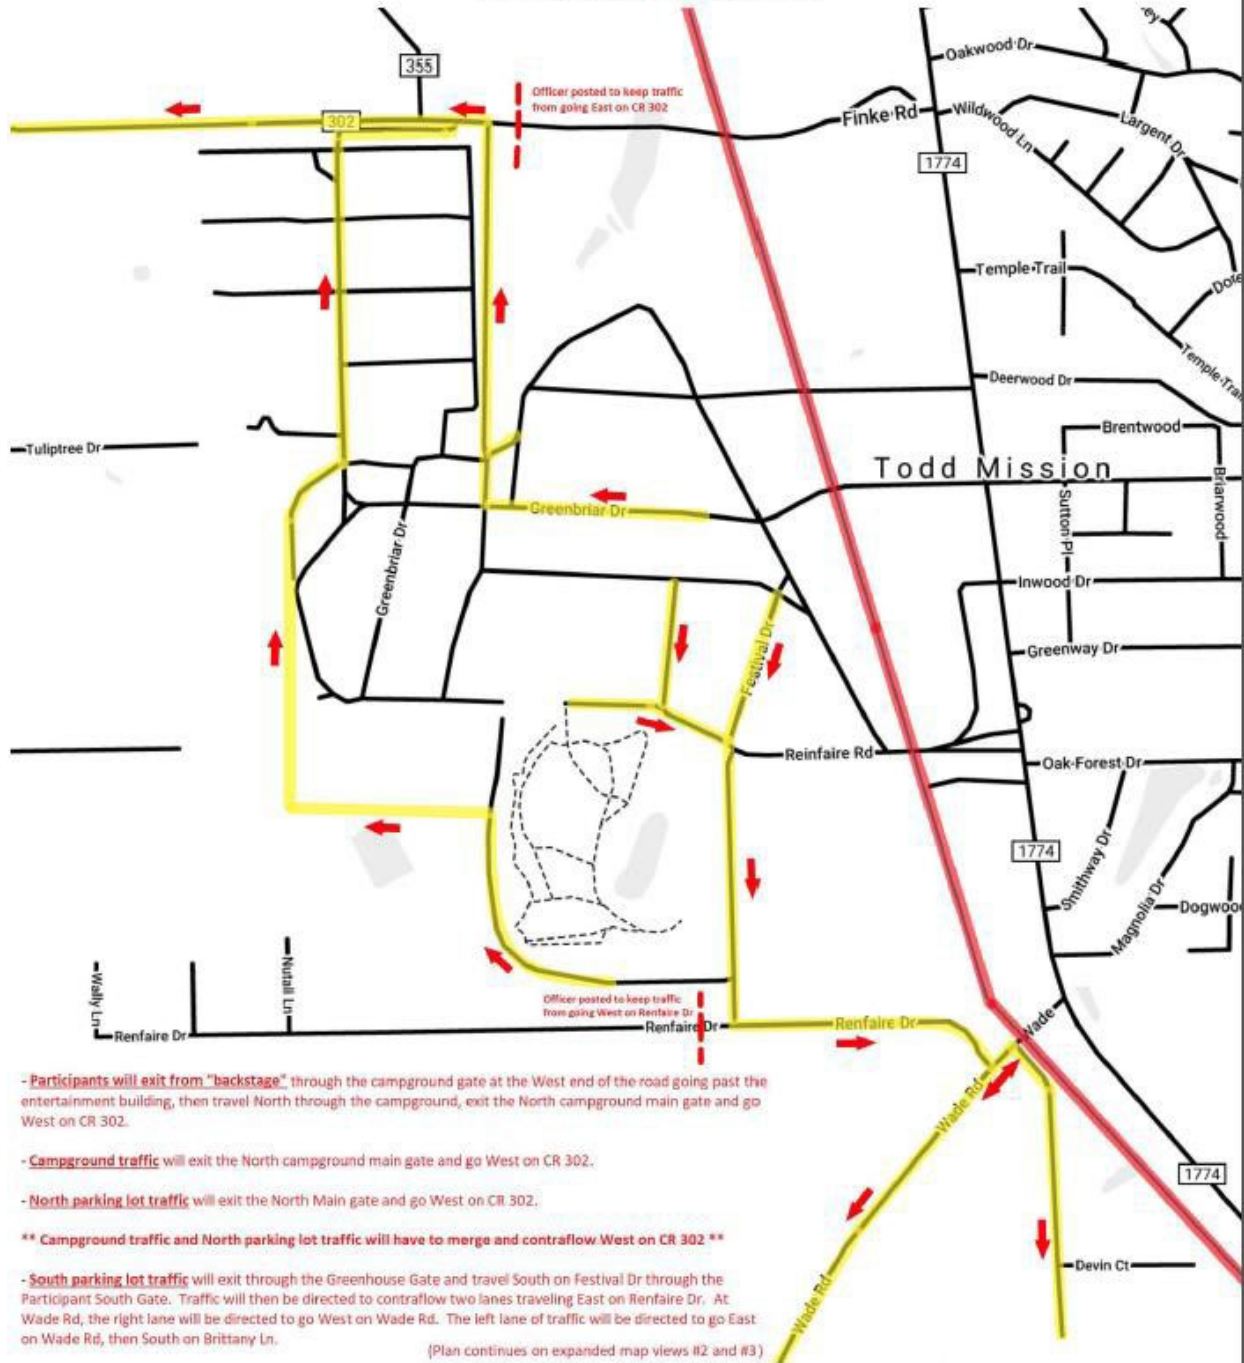 355
Officer posted to keep traffic
from going East on CR 302
302
Oakwood Dr
Finke Rd
Wildwood Ln
Largent Dr
1774
Temple Trail
Temple Trail
Deerwood Dr
Brentwood
Tuliptree Dr
Todd Mission
Sutton Pl
Briarwood
Greenbriar Dr
Greenbriar Dr
Inwood Dr
Greenway Dr
Festival Dr
Reinfaire Rd
Oak Forest Dr
1774
Smithway Dr
Magnolia Dr
Dogwoo
Wally Ln
Nutall Ln
Officer posted to keep traffic
from going West on Renfaire Dr
Renfaire Dr
Renfaire Dr
Renfaire Dr
Wade
Wade Rd
1774
Devin Ct
Wade Rd
- Participants will exit from "backstage" through the campground gate at the West end of the road going past the
entertainment building, then travel North through the campground, exit the North campground main gate and go
West on CR 302.
- Campground traffic will exit the North campground main gate and go West on CR 302.
- North parking lot traffic will exit the North Main gate and go West on CR 302.
** Campground traffic and North parking lot traffic will have to merge and contraflow West on CR 302 **
- South parking lot traffic will exit through the Greenhouse Gate and travel South on Festival Dr through the
Participant South Gate. Traffic will then be directed to contraflow two lanes traveling East on Renfaire Dr. At
Wade Rd, the right lane will be directed to go West on Wade Rd. The left lane of traffic will be directed to go East
on Wade Rd, then South on Brittany Ln.
(Plan continues on expanded map views #2 and #3)